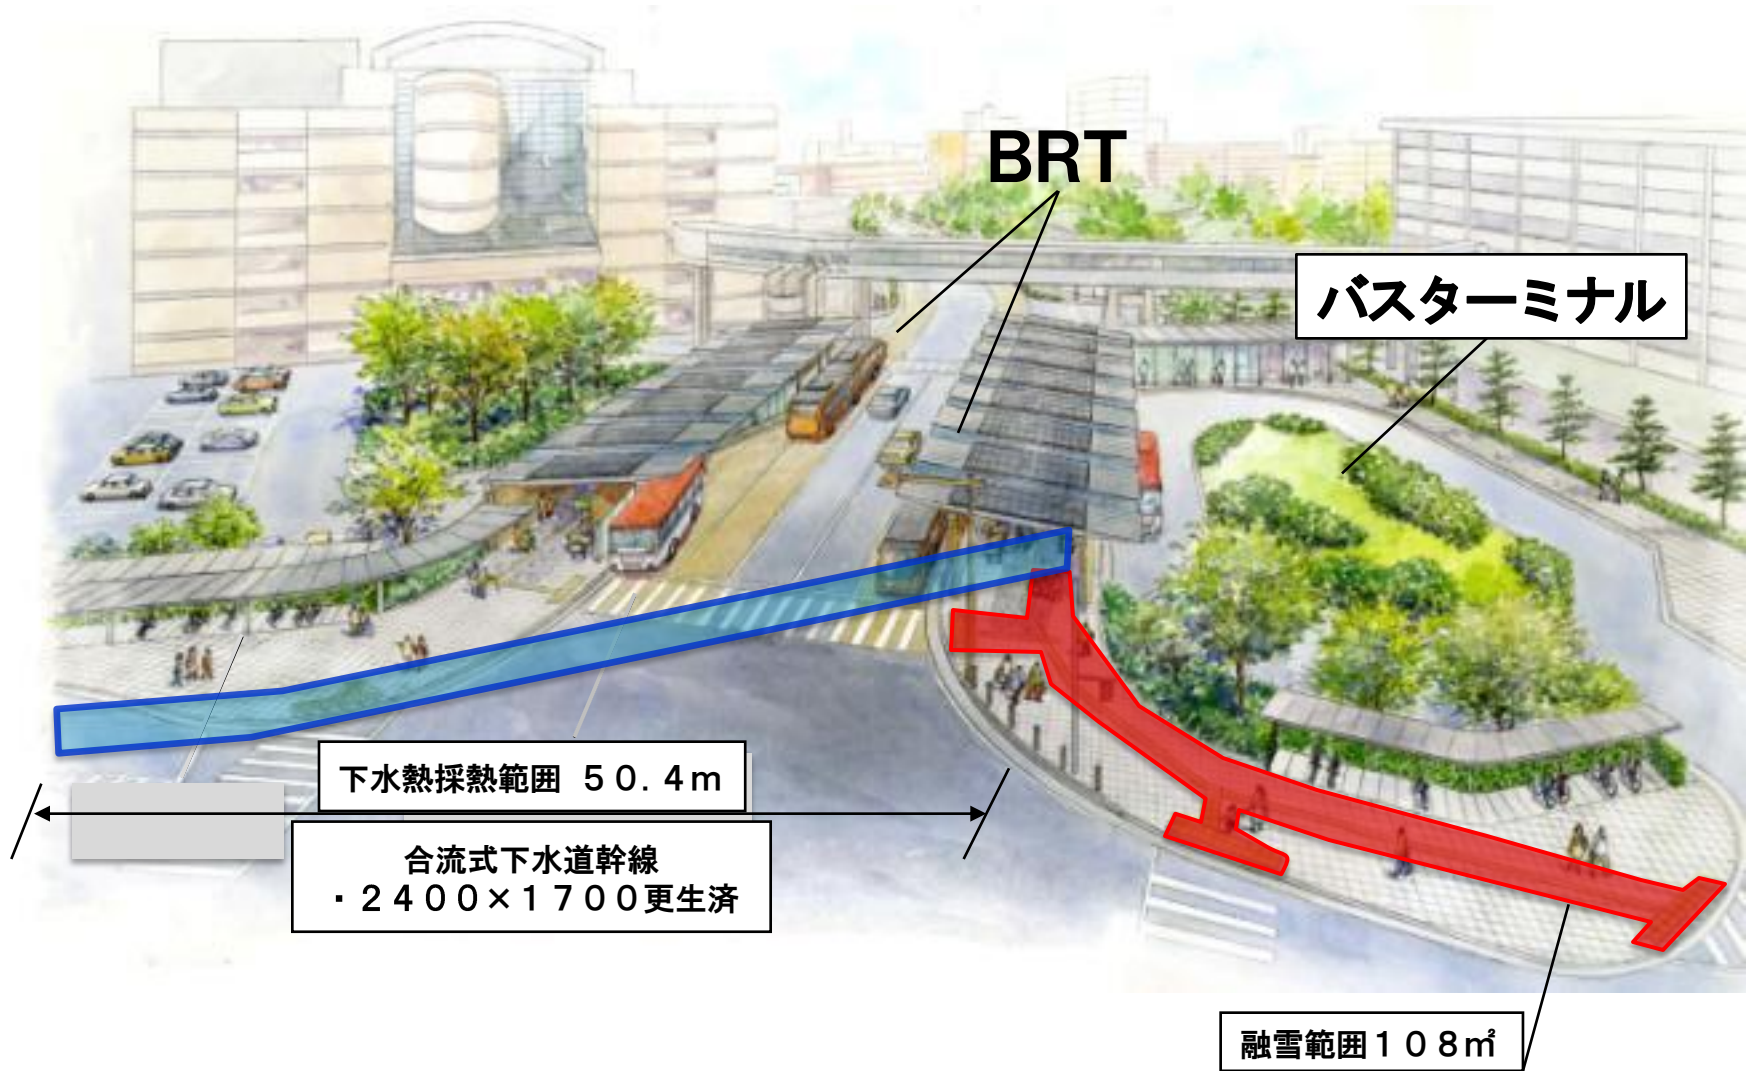 BRT
バスターミナル
下水熱採熱範囲 ５０.４ｍ
合流式下水道幹線
・２４００×１７００更生済
融雪範囲１０８㎡